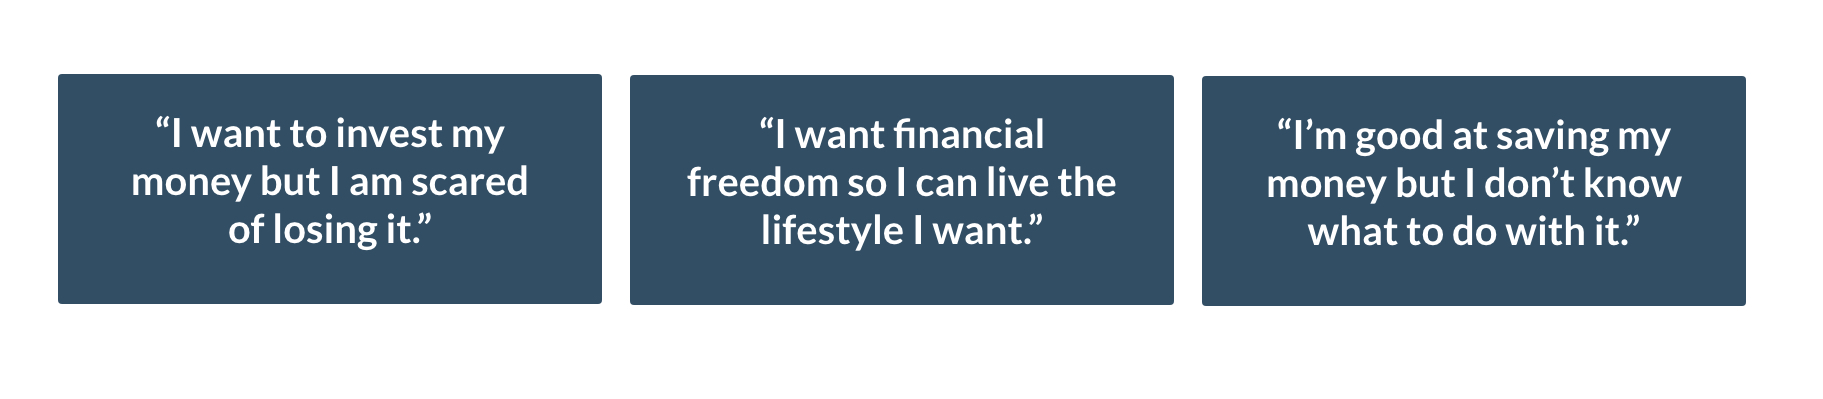 “I want to invest my
money but I am scared
of losing it.”
“I want financial
freedom so I can live the
lifestyle I want.”
“I’m good at saving my
money but I don’t know
what to do with it.”